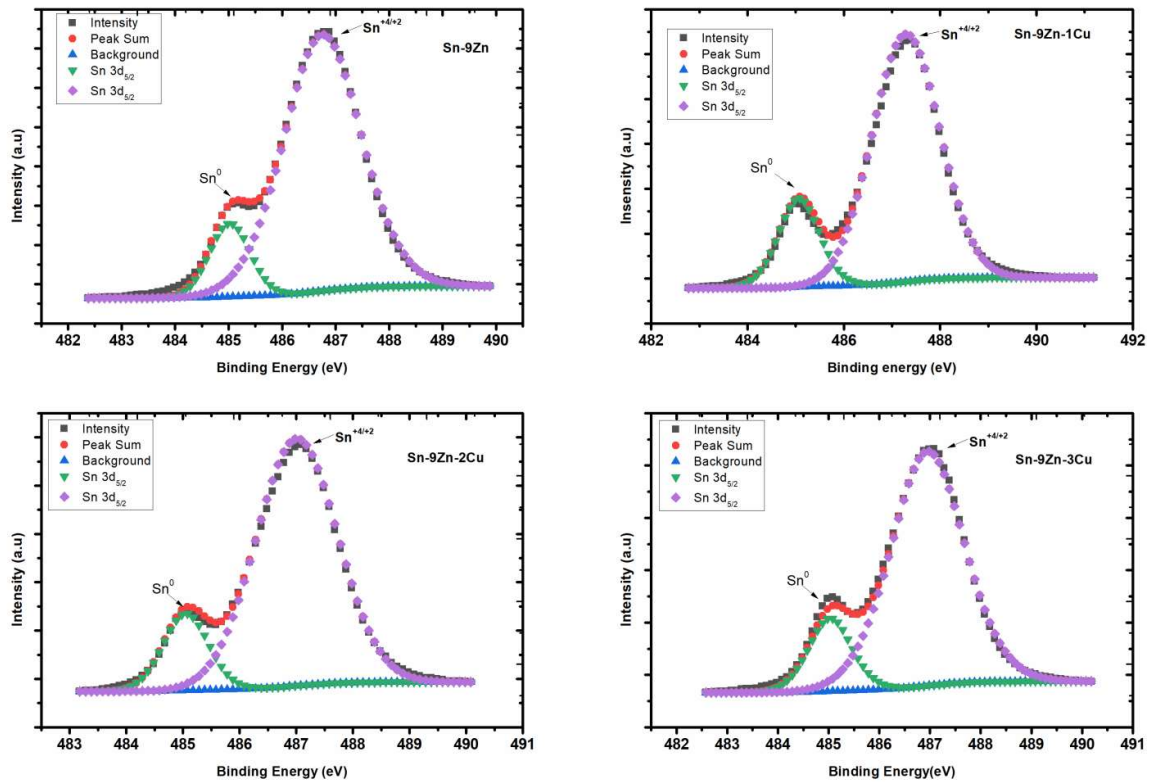 Intensity
Peak Sum
Background
Sn 3d5/2
Sn 3d5/2
Sn+4/+2
Sn-9Zn
Sn0
Intensity (a.u)
482 483 484 485 486 487 488 489 490
Binding Energy (eV)
Intensity
Peak Sum
Background
Sn 3d5/2
Sn 3d5/2
Sn+4/+2
Sn-9Zn-1Cu
Sn0
Insensity (a.u)
482 484 486 488 490 492
Binding energy (eV)
Intensity
Peak Sum
Background
Sn 3d5/2
Sn 3d5/2
Sn+4/+2
Sn-9Zn-2Cu
Sn0
Intensity (a.u)
483 484 485 486 487 488 489 490 491
Binding Energy (eV)
Intensity
Peak Sum
Background
Sn 3d5/2
Sn 3d5/2
Sn+4/+2
Sn-9Zn-3Cu
Sn0
Intensity (a.u)
482 483 484 485 486 487 488 489 490 491
Binding Energy(eV)